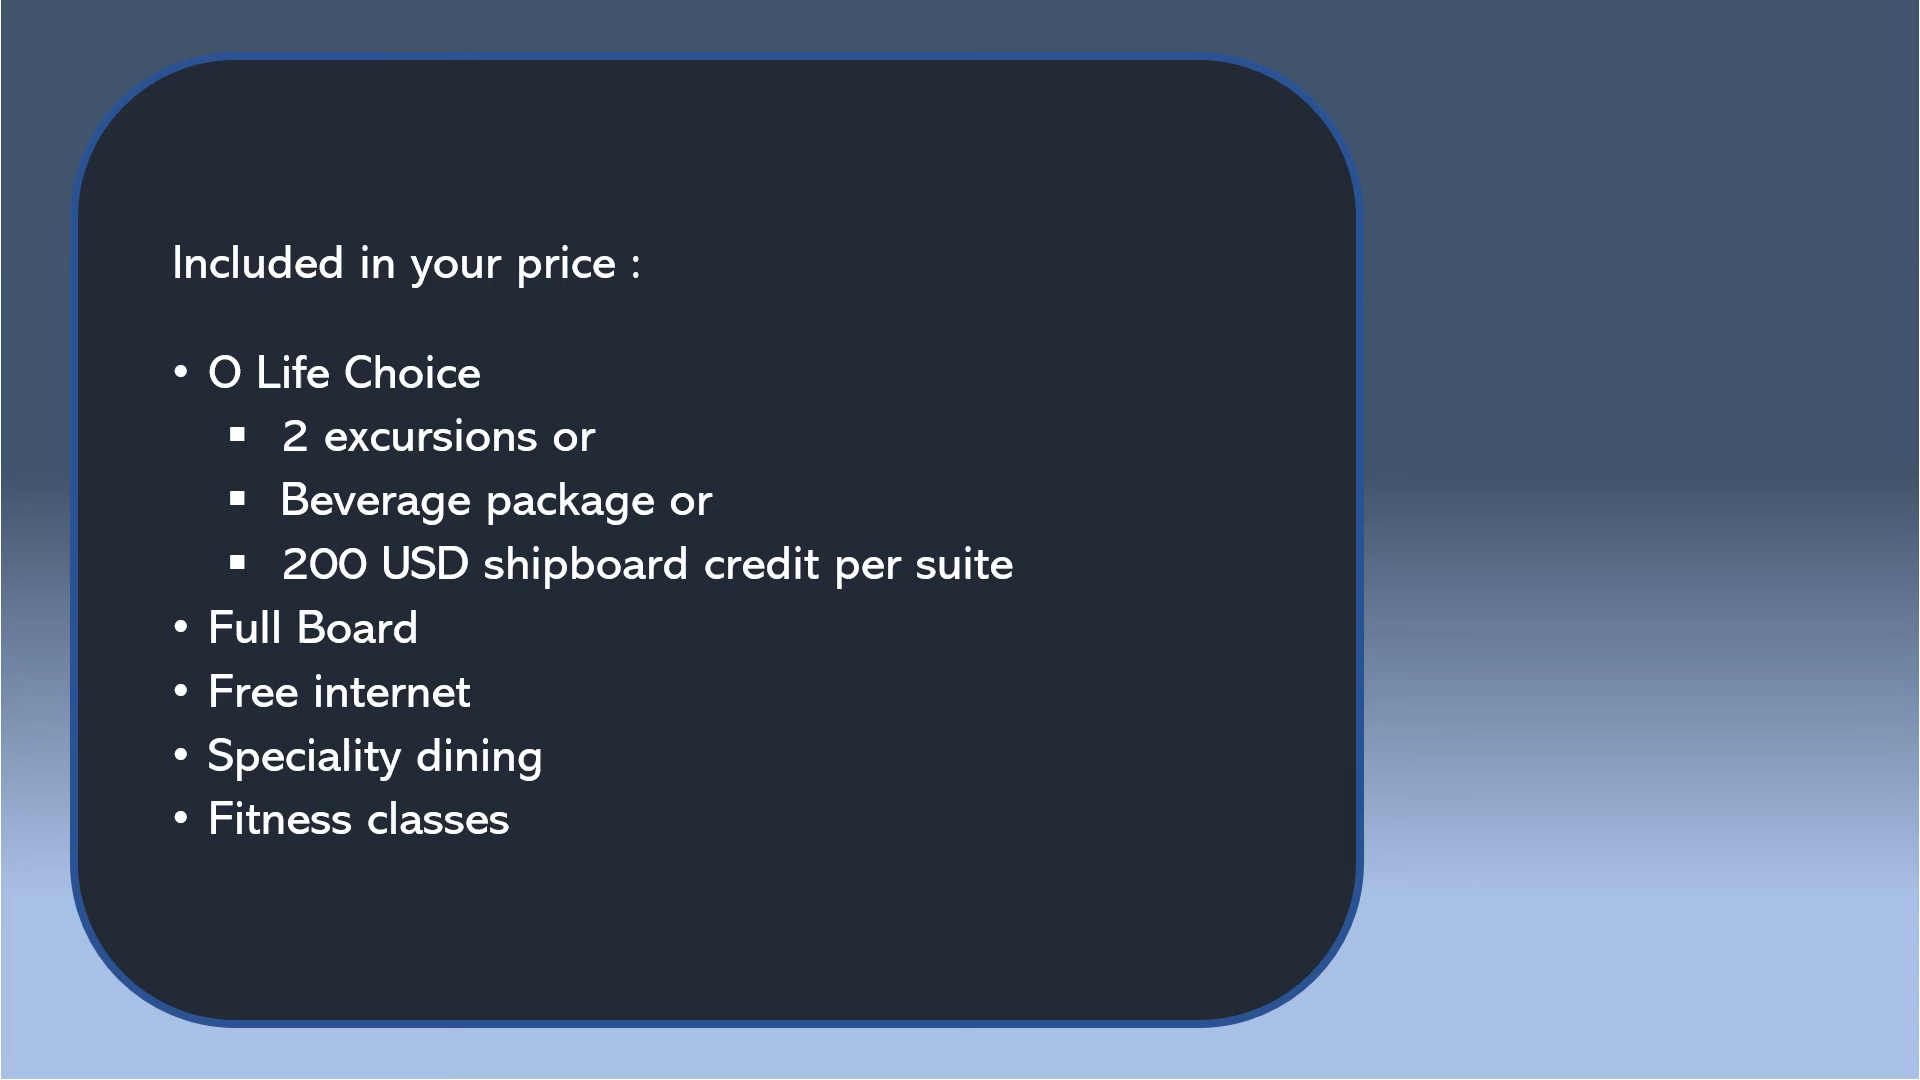 Included in your price :
• O Life Choice
▪ 2 excursions or
▪ Beverage package or
▪ 200 USD shipboard credit per suite
• Full Board
• Free internet
• Speciality dining
• Fitness classes